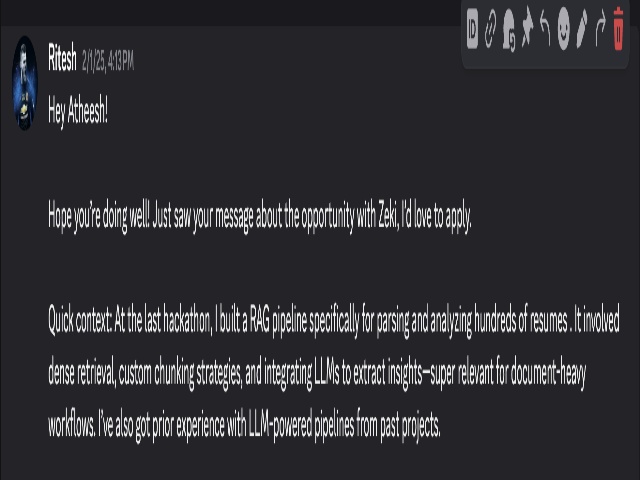 Ritesh 2/1/25, 4:13 PM
Hey Atheesh!
Hope you're doing well! Just saw your message about the opportunity with Zeki, I'd love to apply.
Quick context: At the last hackathon, I built a RAG pipeline specifically for parsing and analyzing hundreds of resumes . It involved
dense retrieval, custom chunking strategies, and integrating LLMs to extract insights—super relevant for document-heavy
workflows. I've also got prior experience with LLM-powered pipelines from past projects.